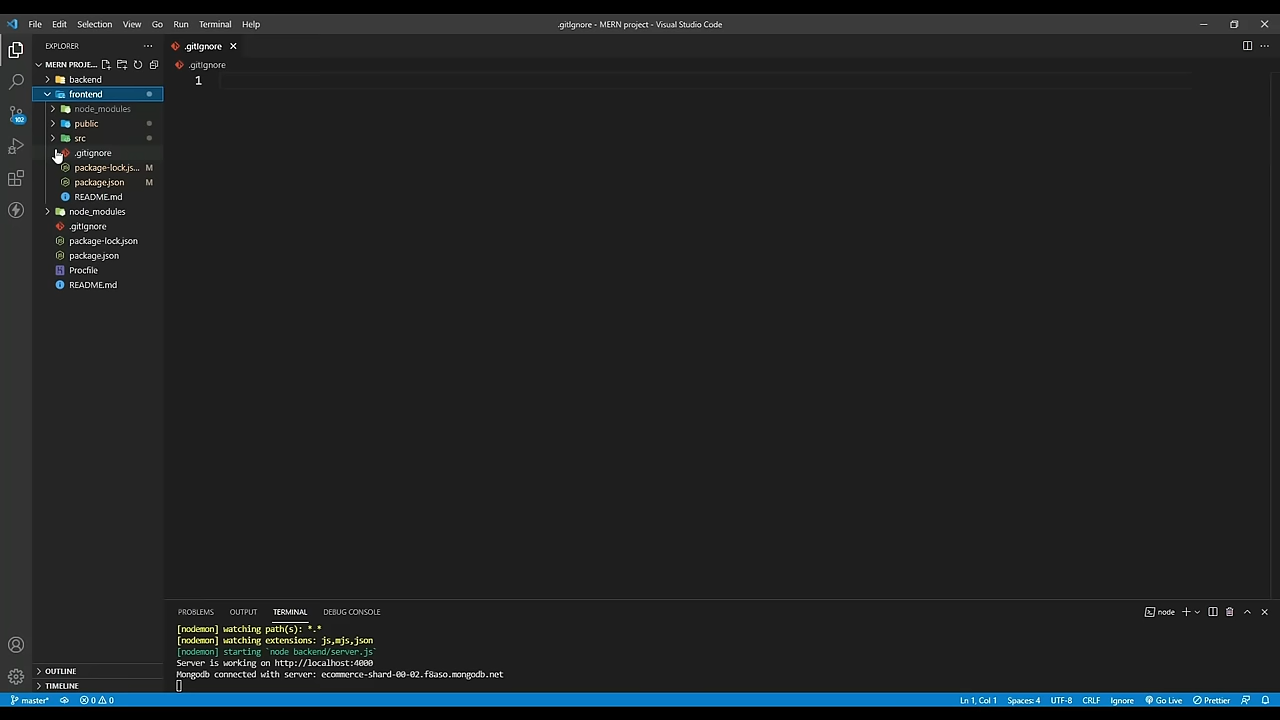 File Edit Selection View Go Run Terminal Help
.gitIgnore - MERN project - Visual Studio Code
EXPLORER
.gitIgnore
MERN PROJE...
.gitIgnore
1
backend
frontend
node_modules
public
src
.gitignore
package-lock.js... M
package.json M
README.md
node_modules
.gitIgnore
package-lock.json
package.json
Procfile
README.md
102
PROBLEMS OUTPUT TERMINAL DEBUG CONSOLE
node
[nodemon] watching path(s): *.*
[nodemon] watching extensions: js,mjs,json
[nodemon] starting `node backend/server.js`
Server is working on http://localhost:4000
Mongodb connected with server: ecommerce-shard-00-02.f8aso.mongodb.net
OUTLINE
TIMELINE
master* 0 0
Ln 1, Col 1 Spaces: 4 UTF-8 CRLF Ignore Go Live Prettier